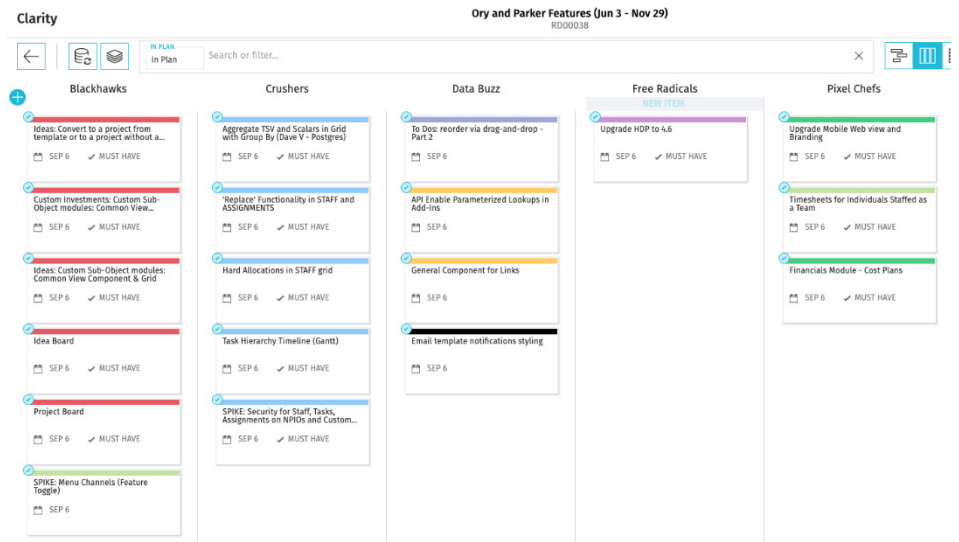 Clarity
Ory and Parker Features (Jun 3 - Nov 29)
RD00038
IN PLAN
In Plan
Search or filter...
Blackhawks
Ideas: Convert to a project from
template or to a project without a...
SEP 6 MUST HAVE
Custom Investments: Custom Sub-
Object modules: Common View...
SEP 6 MUST HAVE
Ideas: Custom Sub-Object modules:
Common View Component & Grid
SEP 6 MUST HAVE
Idea Board
SEP 6 MUST HAVE
Project Board
SEP 6 MUST HAVE
SPIKE: Menu Channels (Feature
Toggle)
SEP 6
Crushers
Aggregate TSV and Scalars in Grid
with Group By (Dave V - Postgres)
SEP 6 MUST HAVE
'Replace' Functionality in STAFF and
ASSIGNMENTS
SEP 6 MUST HAVE
Hard Allocations in STAFF grid
SEP 6 MUST HAVE
Task Hierarchy Timeline (Gantt)
SEP 6 MUST HAVE
SPIKE: Security for Staff, Tasks,
Assignments on NPIOs and Custom...
SEP 6 MUST HAVE
Data Buzz
To Dos: reorder via drag-and-drop -
Part 2
SEP 6
API Enable Parameterized Lookups in
Add-Ins
SEP 6
General Component for Links
SEP 6
Email template notifications styling
SEP 6
Free Radicals
NEW ITEM
Upgrade HDP to 4.6
SEP 6 MUST HAVE
Pixel Chefs
Upgrade Mobile Web view and
Branding
SEP 6 MUST HAVE
Timesheets for Individuals Staffed as
a Team
SEP 6 MUST HAVE
Financials Module - Cost Plans
SEP 6 MUST HAVE